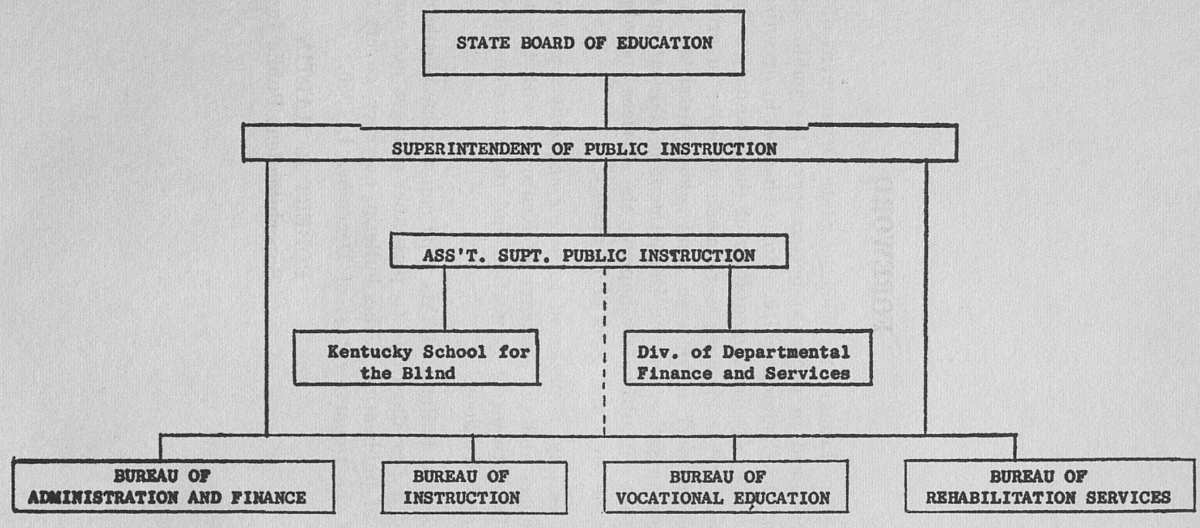 STATE BOARD OF EDUCATION
SUPERINTENDENT OF PUBLIC INSTRUCTION
ASS'T. SUPT. PUBLIC INSTRUCTION
Kentucky School for
the Blind
Div. of Departmental
Finance and Services
BUREAU OF
ADMINISTRATION AND FINANCE
BUREAU OF
INSTRUCTION
BUREAU OF
VOCATIONAL EDUCATION
BUREAU OF
REHABILITATION SERVICES
FOREWORD